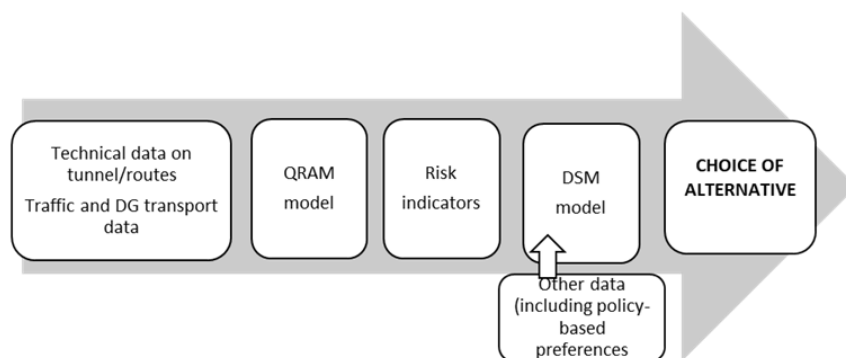 Technical data on
tunnel/routes
Traffic and DG transport
data
QRAM
model
Risk
indicators
DSM
model
CHOICE OF
ALTERNATIVE
Other data
(including policy-
based
preferences